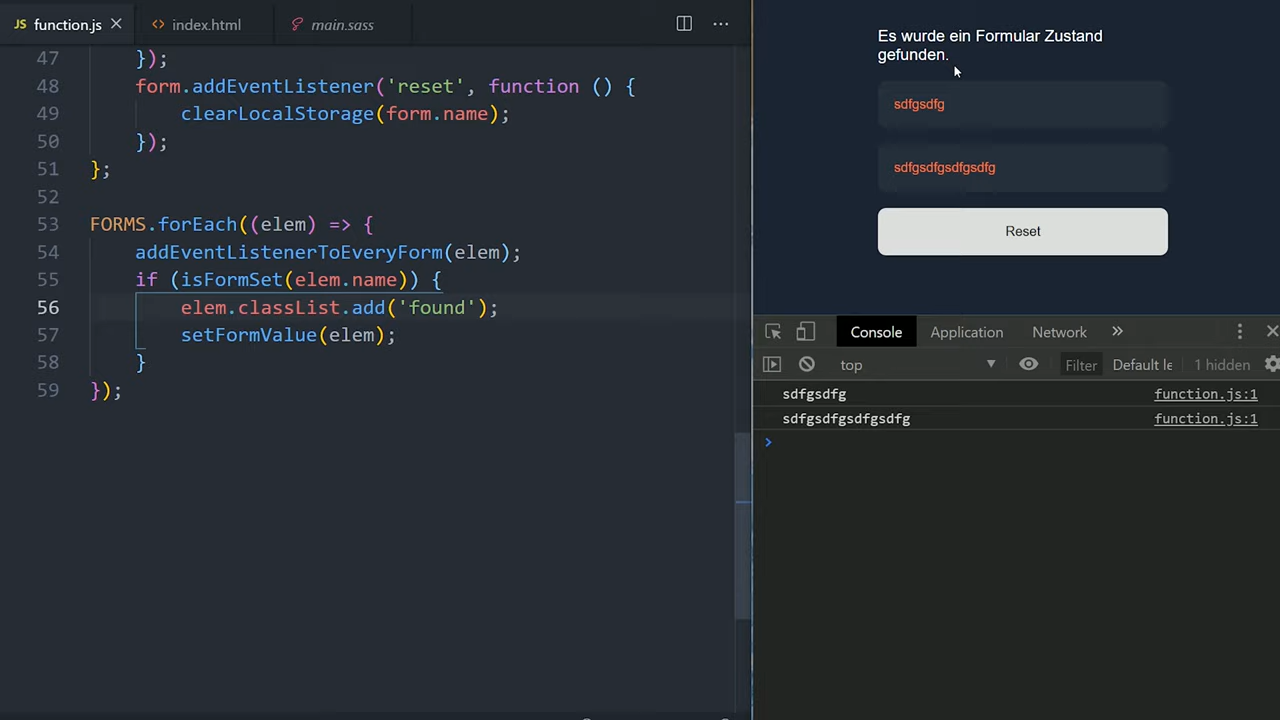 JS function.js
<> index.html
main.sass
47 });
48 form.addEventListener('reset', function () {
49 clearLocalStorage(form.name);
50 });
51 };
52
53 FORMS.forEach((elem) => {
54 addEventListenerToEveryForm(elem);
55 if (isFormSet(elem.name)) {
56 elem.classList.add('found');
57 setFormValue(elem);
58 }
59 });
Es wurde ein Formular Zustand
gefunden.
sdfgsdfg
sdfgsdfgsdfgsdfg
Reset
Console Application Network
top Filter Default le 1 hidden
sdfgsdfg function.js:1
sdfgsdfgsdfgsdfg function.js:1